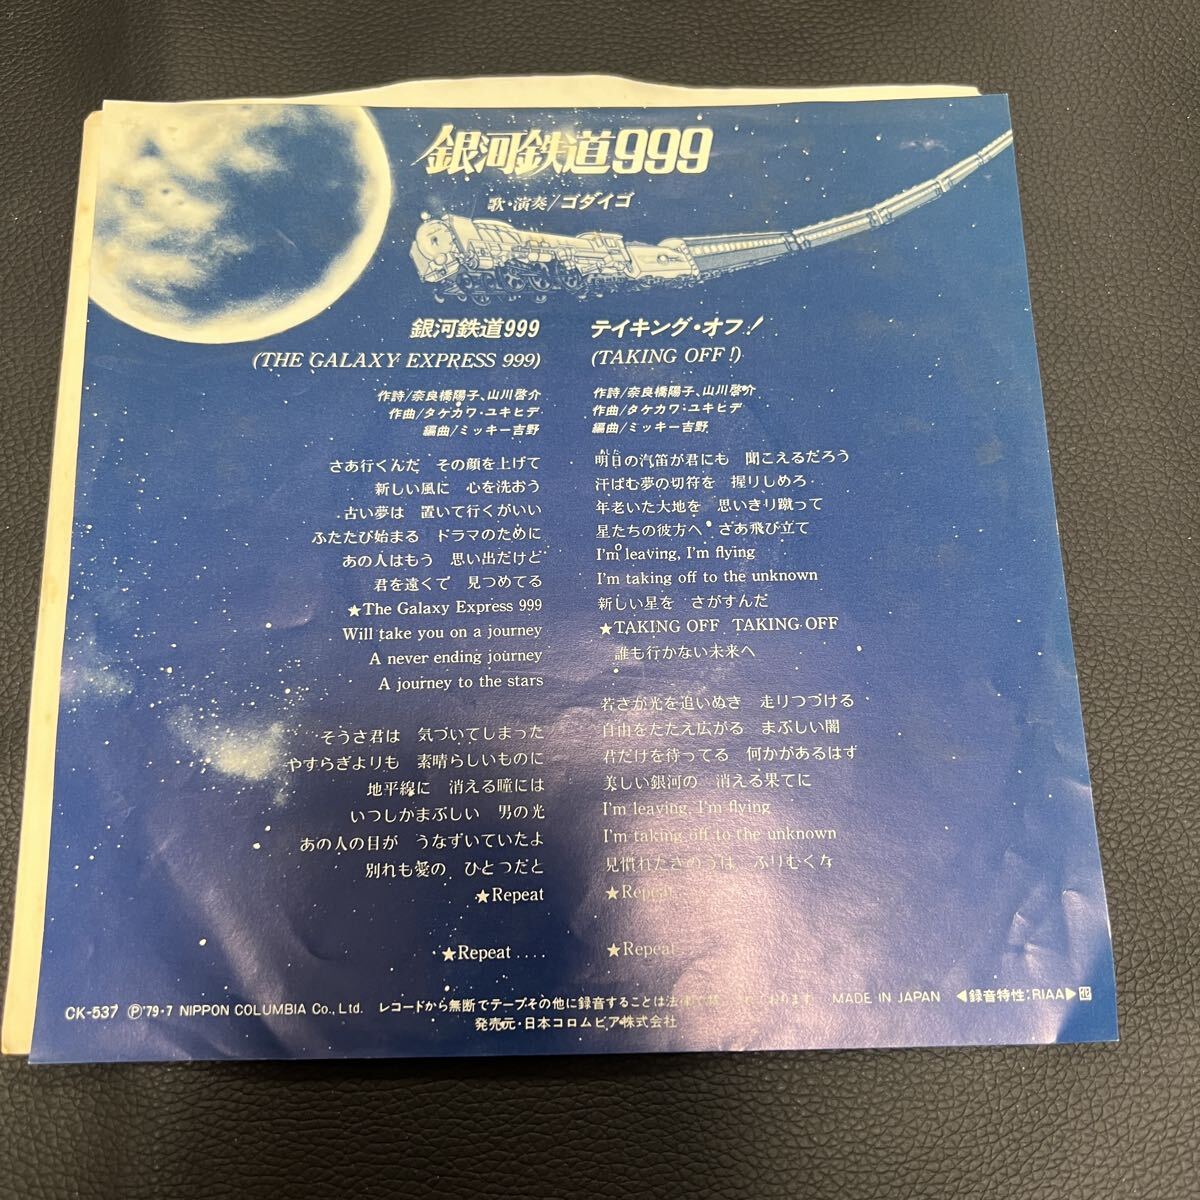 銀河鉄道999
歌・演奏/ゴダイゴ
銀河鉄道999
(THE GALAXY EXPRESS 999)
作詩/奈良橋陽子、山川啓介
作曲/タケカワ・ユキヒデ
編曲/ミッキー吉野
さあ行くんだ その顔を上げて
新しい風に 心を洗おう
古い夢は 置いて行くがいい
ふたたび始まる ドラマのために
あの人はもう 思い出だけど
君を遠くで 見つめてる
★The Galaxy Express 999
Will take you on a journey
A never ending journey
A journey to the stars
そうさ君は 気づいてしまった
やすらぎよりも 素晴らしいものに
地平線に 消える瞳には
いつしかまぶしい 男の光
あの人の目が うなずいていたよ
別れも愛の ひとつだと
★Repeat
★Repeat....
テイキング・オフ!
(TAKING OFF!)
作詩/奈良橋陽子、山川啓介
作曲/タケカワ・ユキヒデ
編曲/ミッキー吉野
明日の汽笛が君にも 聞こえるだろう
あした
汗ばむ夢の切符を 握りしめろ
年老いた大地を 思いきり蹴って
星たちの彼方へ さあ飛び立て
I'm leaving, I'm flying
I'm taking off to the unknown
新しい星を さがすんだ
★TAKING OFF TAKING OFF
誰も行かない未来へ
若さが光を追いぬき 走りつづける
自由をたたえ広がる まぶしい闇
君だけを待ってる 何かがあるはず
美しい銀河の 消える果てに
I'm leaving, I'm flying
I'm taking off to the unknown
見慣れたきのうは ふりむくな
★Repeat
★Repeat
CK-537 Ⓟ'79・7 NIPPON COLUMBIA Co., Ltd. レコードから無断でテープその他に録音することは法律で禁じられております。 MADE IN JAPAN ◀録音特性:RIAA▶
発売元・日本コロムビア株式会社